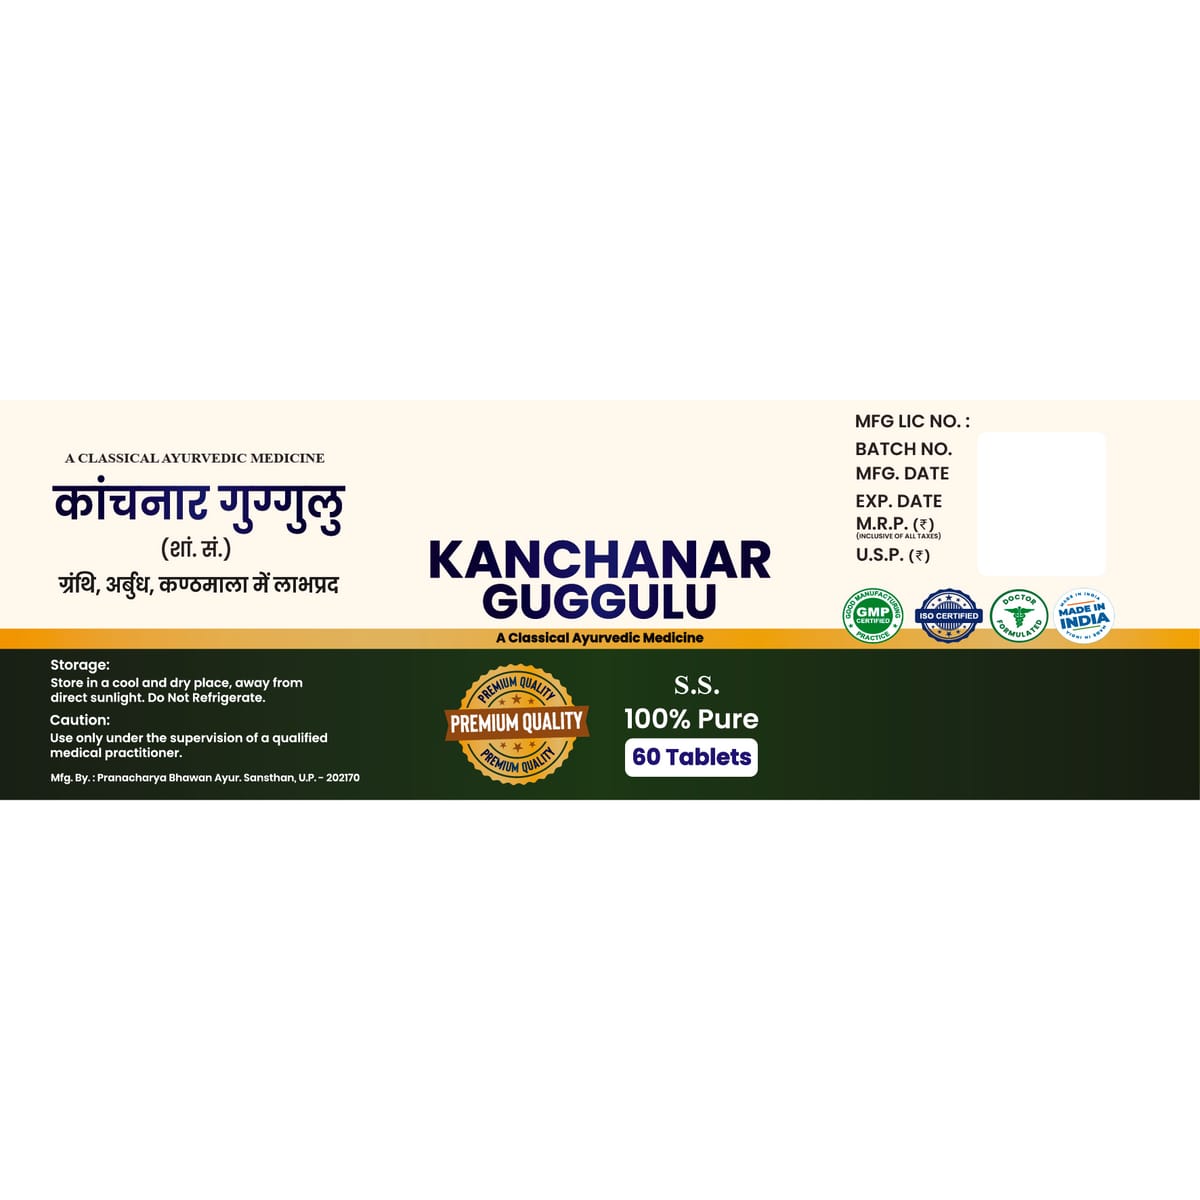 A CLASSICAL AYURVEDIC MEDICINE
कांचनार गुग्गुलु
(शां. सं.)
ग्रंथि, अर्बुध, कण्ठमाला में लाभप्रद
Storage:
Store in a cool and dry place, away from
direct sunlight. Do Not Refrigerate.
Caution:
Use only under the supervision of a qualified
medical practitioner.
Mfg. By. : Pranacharya Bhawan Ayur. Sansthan, U.P. - 202170
KANCHANAR
GUGGULU
A Classical Ayurvedic Medicine
PREMIUM QUALITY
PREMIUM QUALITY
PREMIUM QUALITY
S.S.
100% Pure
60 Tablets
MFG LIC NO. :
BATCH NO.
MFG. DATE
EXP. DATE
M.R.P. (₹)
(INCLUSIVE OF ALL TAXES)
U.S.P. (₹)
GOOD MANUFACTURING
GMP
CERTIFIED
PRACTICE
ISO CERTIFIED
DOCTOR
FORMULATED
MADE IN INDIA
MADE IN
INDIA
MADE IN INDIA